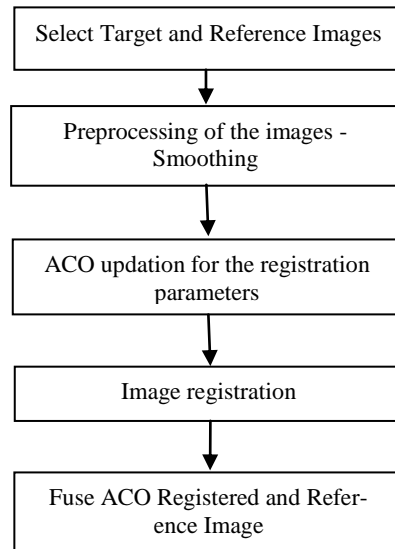 Select Target and Reference Images
Preprocessing of the images -
Smoothing
ACO updation for the registration
parameters
Image registration
Fuse ACO Registered and Refer-
ence Image